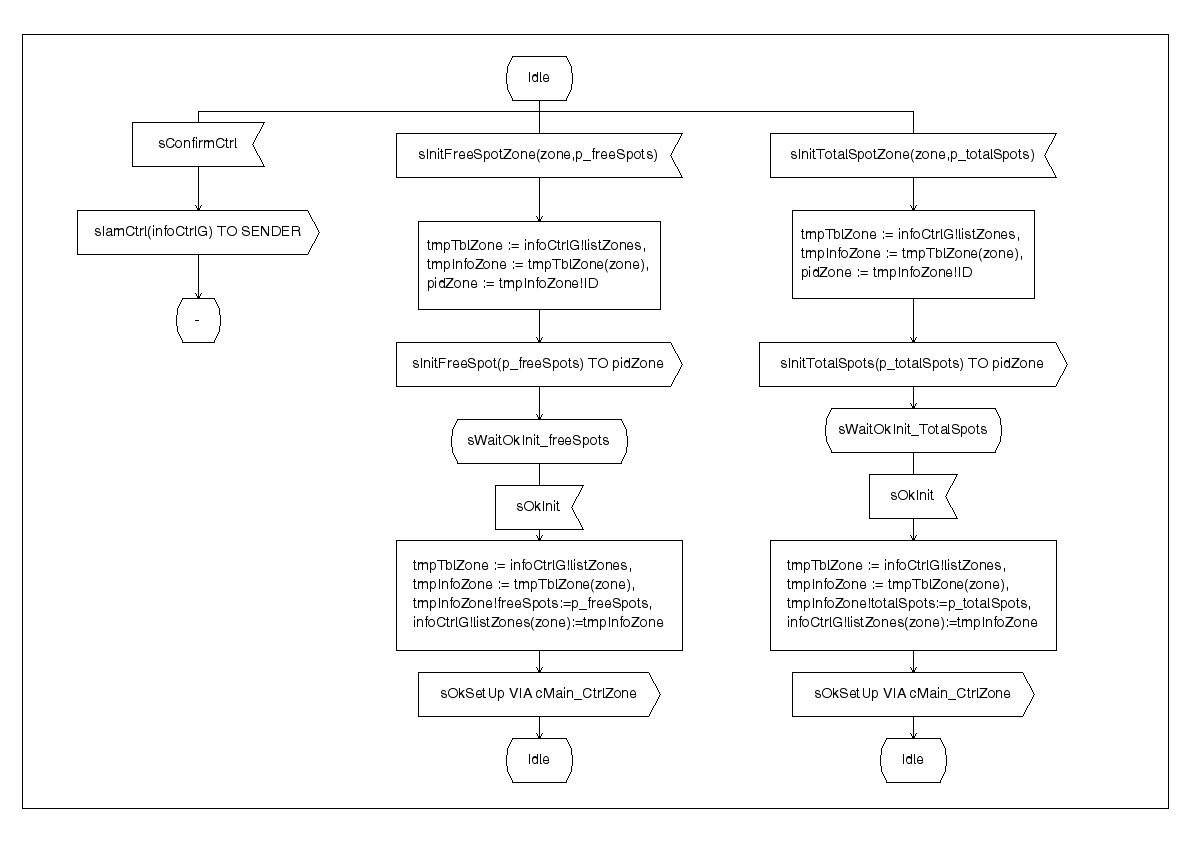 Idle
sConfirmCtrl
sIamCtrl(infoCtrlG) TO SENDER
-
sInitFreeSpotZone(zone,p_freeSpots)
tmpTblZone := infoCtrlG!listZones,
tmpInfoZone := tmpTblZone(zone),
pidZone := tmpInfoZone!ID
sInitFreeSpot(p_freeSpots) TO pidZone
sWaitOkInit_freeSpots
sOkInit
tmpTblZone := infoCtrlG!listZones,
tmpInfoZone := tmpTblZone(zone),
tmpInfoZone!freeSpots:=p_freeSpots,
infoCtrlG!listZones(zone):=tmpInfoZone
sOkSetUp VIA cMain_CtrlZone
Idle
sInitTotalSpotZone(zone,p_totalSpots)
tmpTblZone := infoCtrlG!listZones,
tmpInfoZone := tmpTblZone(zone),
pidZone := tmpInfoZone!ID
sInitTotalSpots(p_totalSpots) TO pidZone
sWaitOkInit_TotalSpots
sOkInit
tmpTblZone := infoCtrlG!listZones,
tmpInfoZone := tmpTblZone(zone),
tmpInfoZone!totalSpots:=p_totalSpots,
infoCtrlG!listZones(zone):=tmpInfoZone
sOkSetUp VIA cMain_CtrlZone
Idle